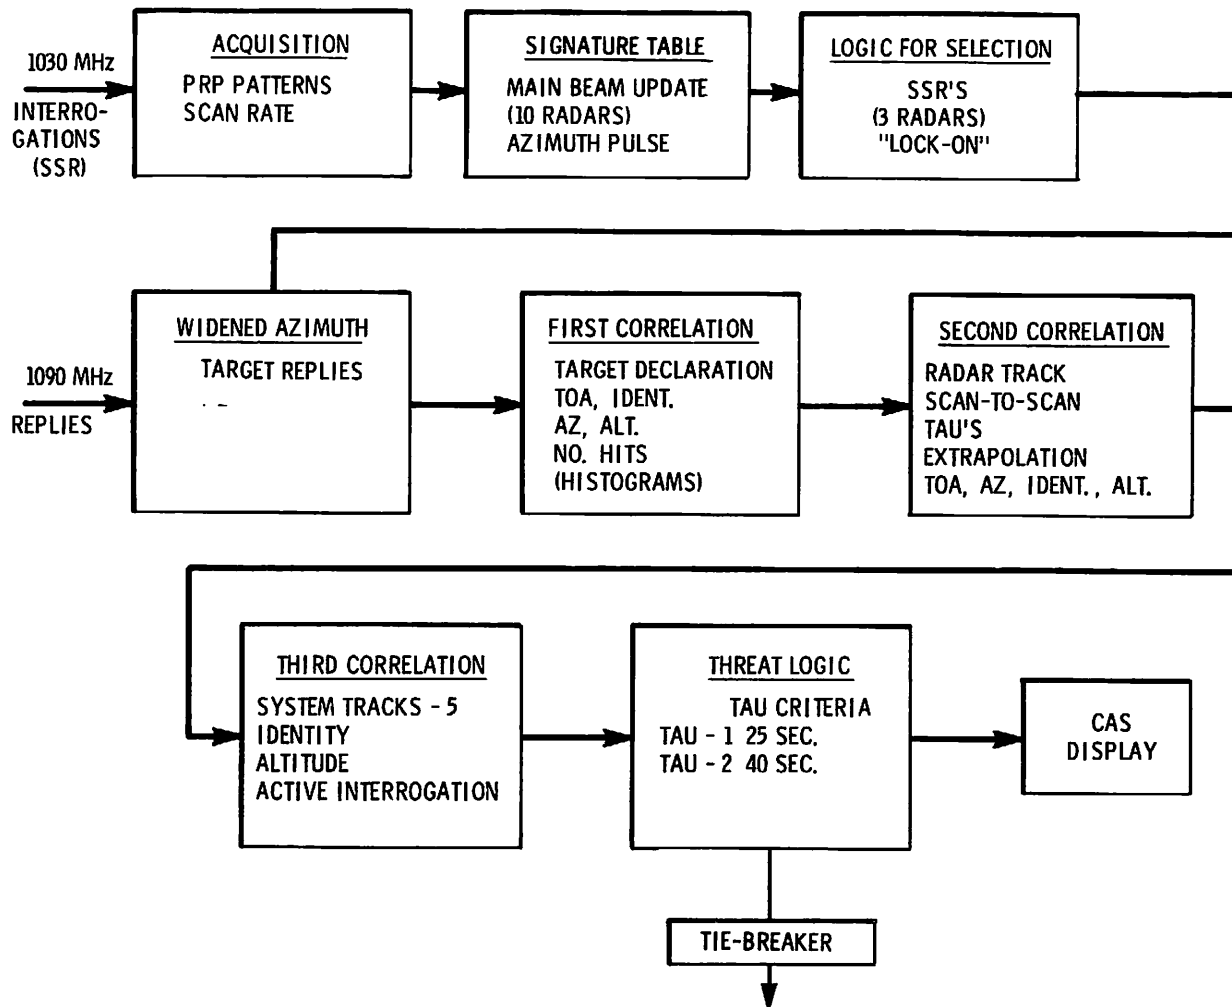 1030 MHz
INTERRO-
GATIONS
(SSR)
ACQUISITION
PRP PATTERNS
SCAN RATE
SIGNATURE TABLE
MAIN BEAM UPDATE
(10 RADARS)
AZIMUTH PULSE
LOGIC FOR SELECTION
SSR'S
(3 RADARS)
"LOCK-ON"
1090 MHz
REPLIES
WIDENED AZIMUTH
TARGET REPLIES
FIRST CORRELATION
TARGET DECLARATION
TOA, IDENT.
AZ, ALT.
NO. HITS
(HISTOGRAMS)
SECOND CORRELATION
RADAR TRACK
SCAN-TO-SCAN
TAU'S
EXTRAPOLATION
TOA, AZ, IDENT., ALT.
THIRD CORRELATION
SYSTEM TRACKS - 5
IDENTITY
ALTITUDE
ACTIVE INTERROGATION
THREAT LOGIC
TAU CRITERIA
TAU - 1 25 SEC.
TAU - 2 40 SEC.
CAS
DISPLAY
TIE-BREAKER